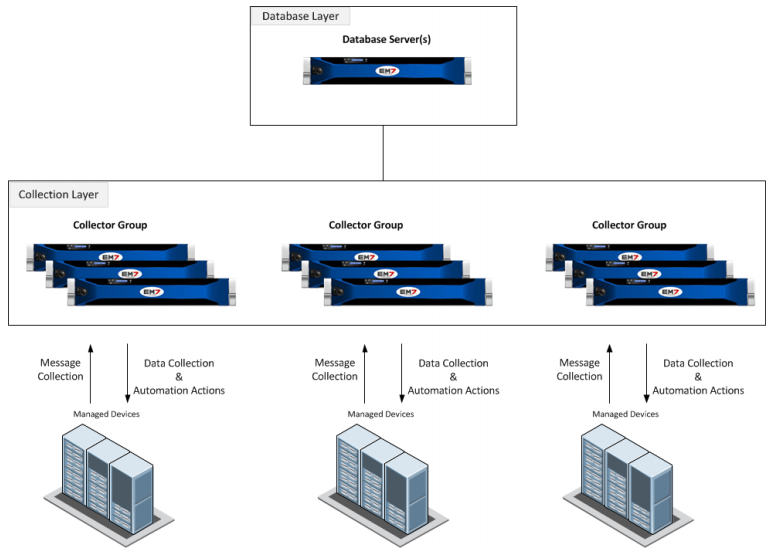 Database Layer
Database Server(s)
EM7
Collection Layer
Collector Group
Collector Group
Collector Group
EM7
EM7
EM7
EM7
EM7
EM7
EM7
EM7
EM7
Message
Collection
Data Collection
&
Automation Actions
Message
Collection
Data Collection
&
Automation Actions
Message
Collection
Data Collection
&
Automation Actions
Managed Devices
Managed Devices
Managed Devices